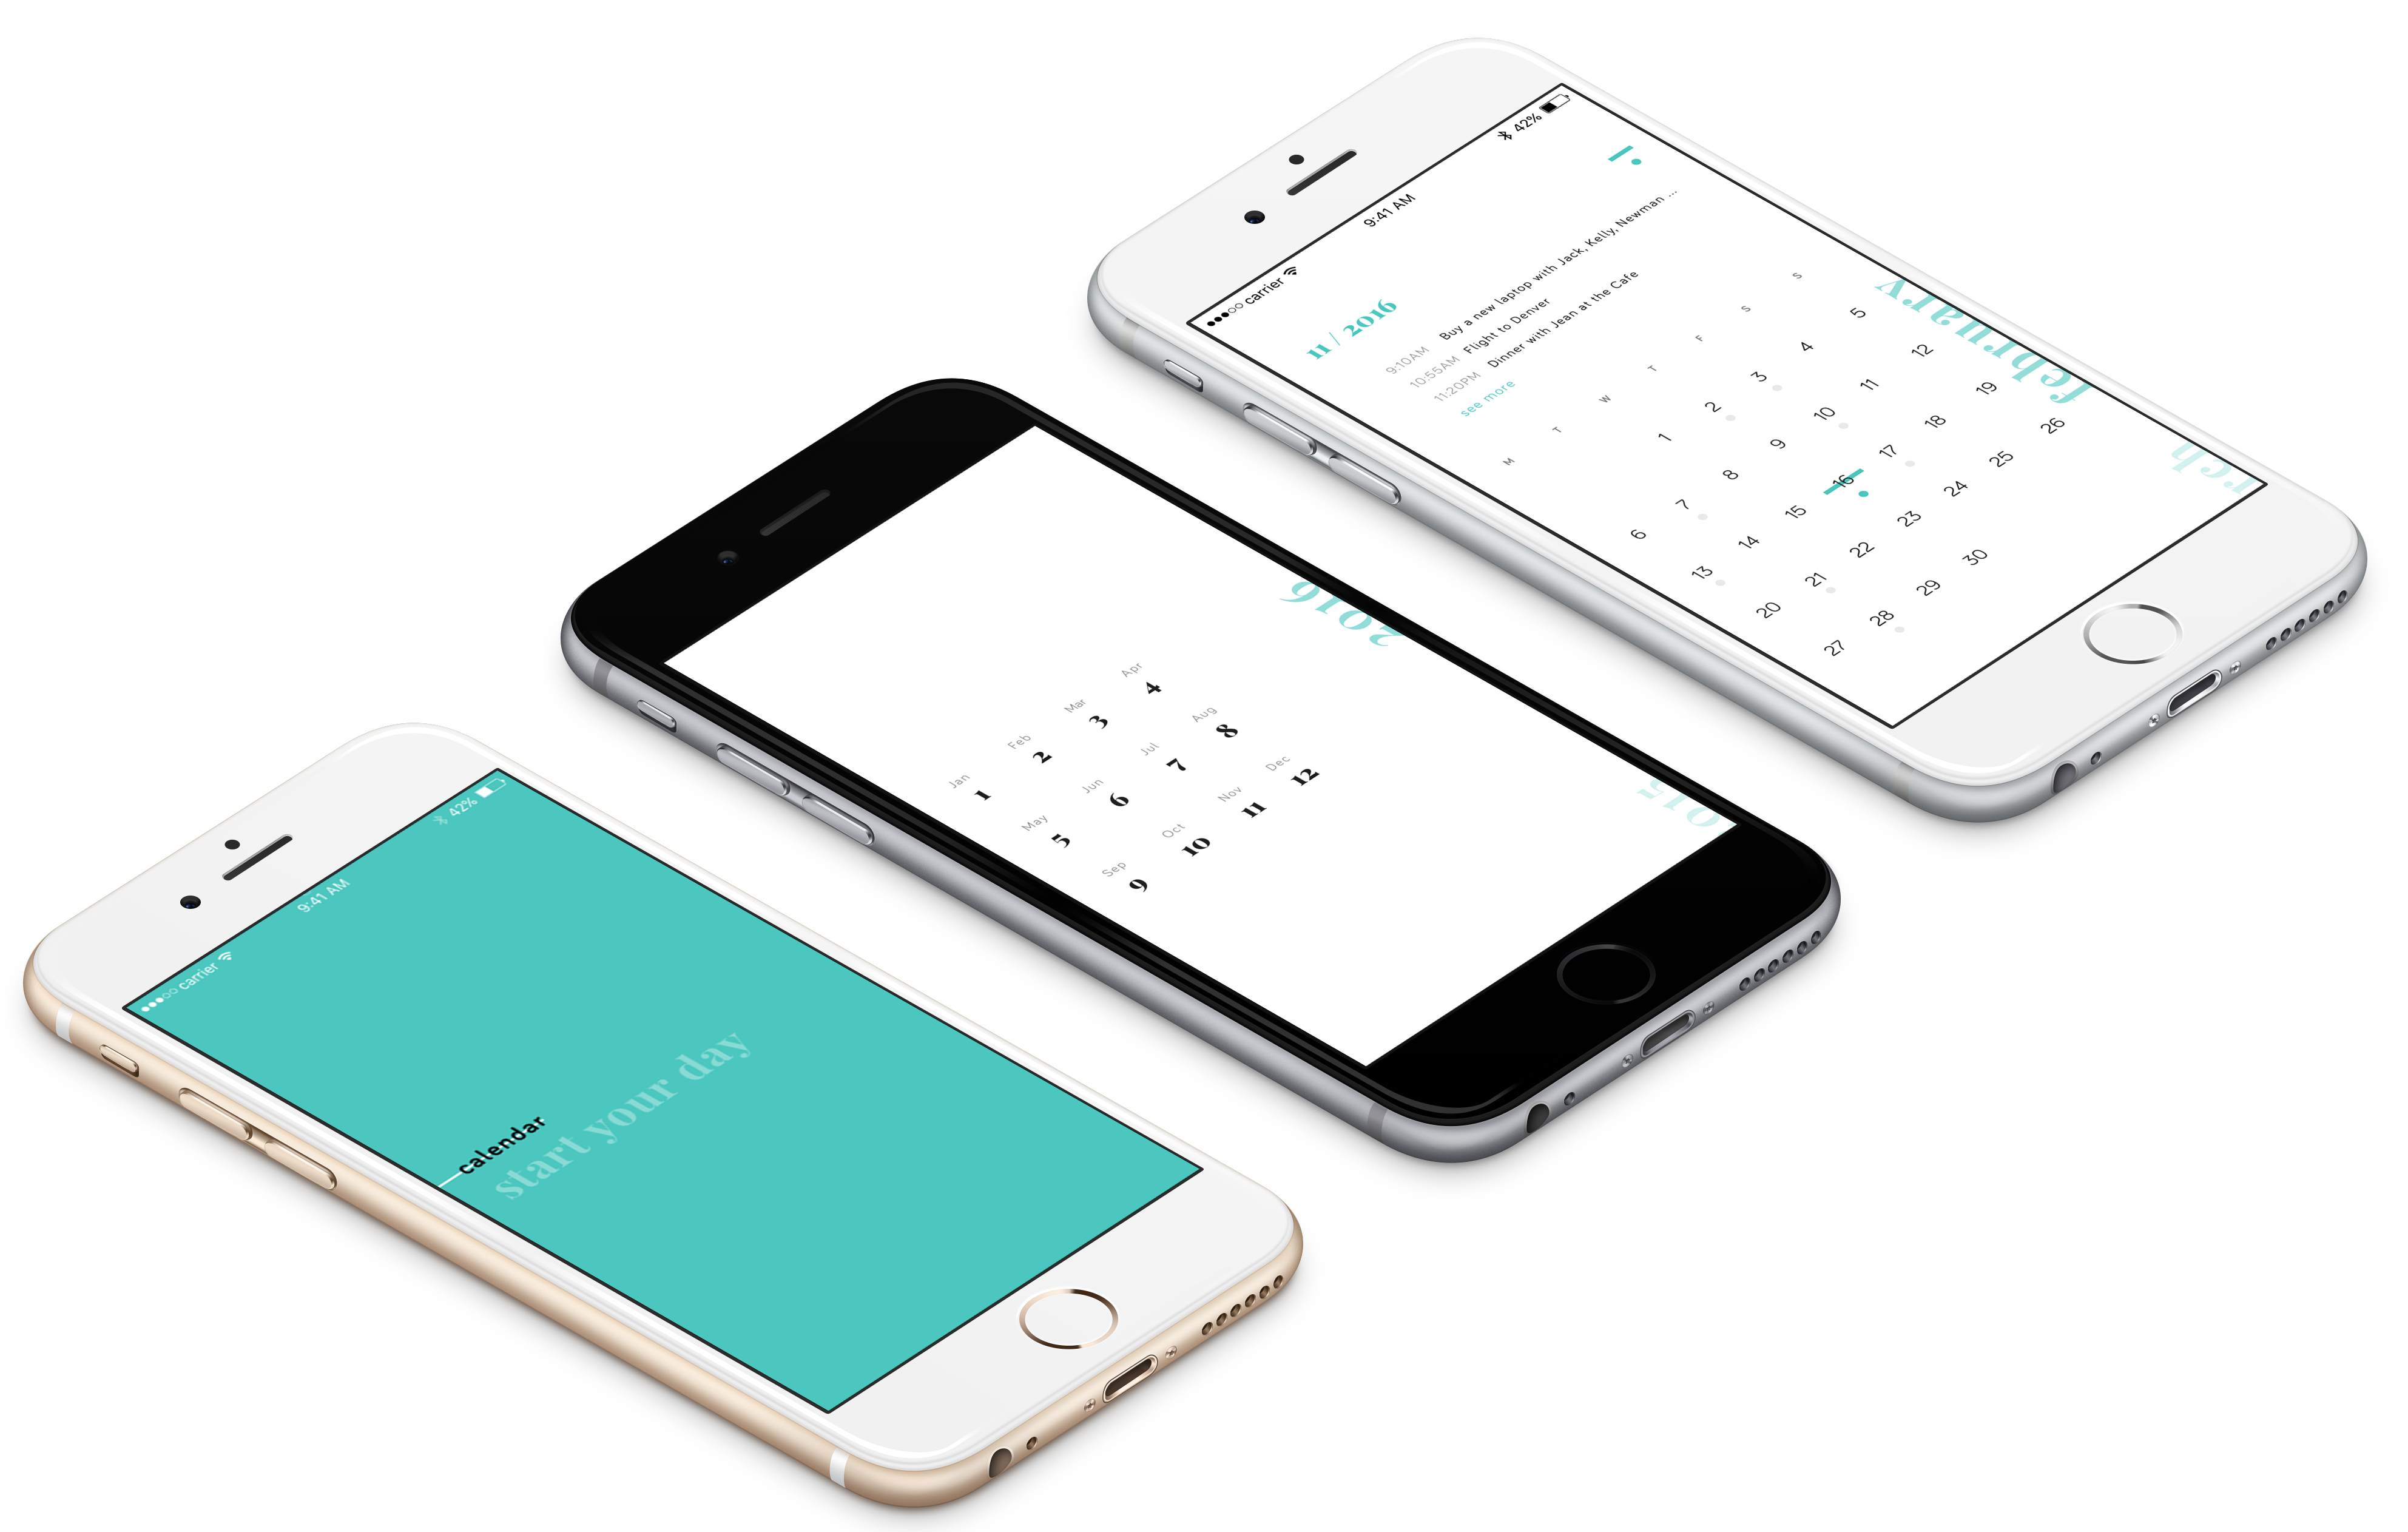 ●●●○○ carrier 9:41 AM 42%
calendar
start your day
2016
Jan Feb Mar Apr
1 2 3 4
May Jun Jul Aug
5 6 7 8
Sep Oct Nov Dec
9 10 11 12
015
●●●○○ carrier 9:41 AM 42%
11 / 2016
9:10AM Buy a new laptop with Jack, Kelly, Newman ...
10:55AM Flight to Denver
11:20PM Dinner with Jean at the Cafe
see more
M T W T F S S
1 2 3 4 5
6 7 8 9 10 11 12
13 14 15 16 17 18 19
20 21 22 23 24 25 26
27 28 29 30
february
rch